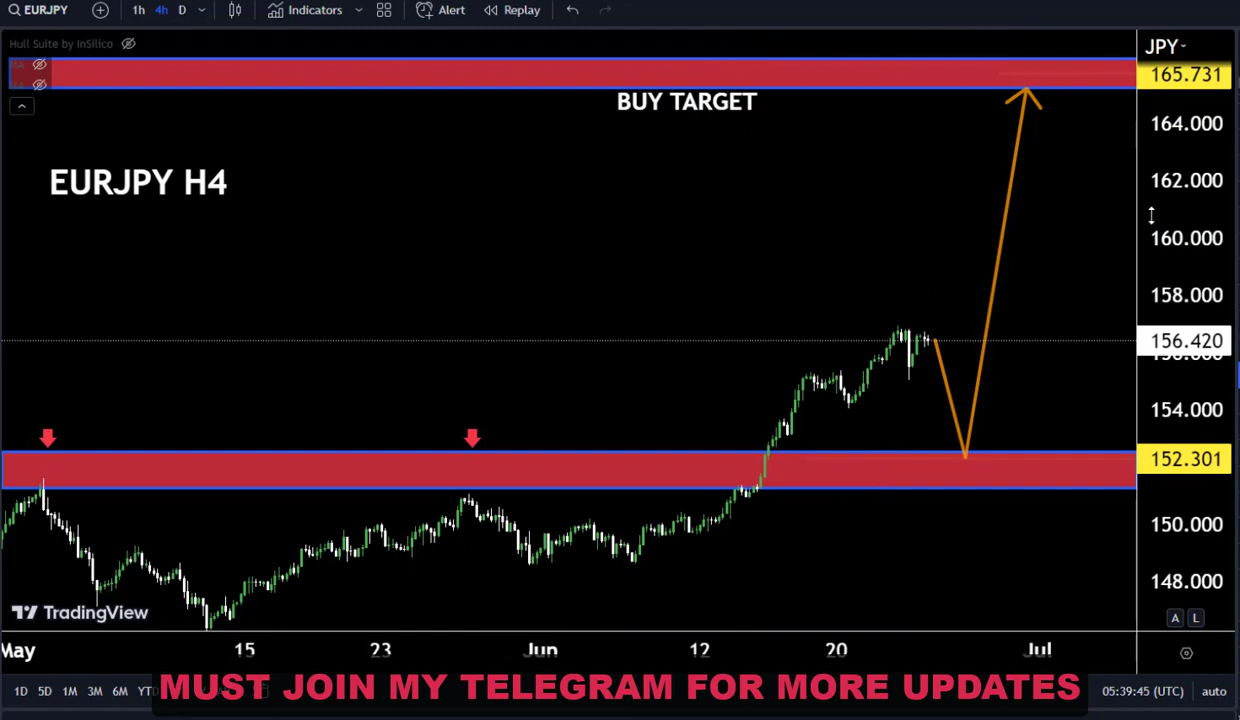 EURJPY
1h 4h D
Indicators
Alert
Replay
Hull Suite by InSilico
JPY
165.731
BUY TARGET
164.000
EURJPY H4
162.000
160.000
158.000
156.420
154.000
152.301
150.000
148.000
TradingView
A L
May 15 23 Jun 12 20 Jul
1D 5D 1M 3M 6M
MUST JOIN MY TELEGRAM FOR MORE UPDATES
05:39:45 (UTC) auto